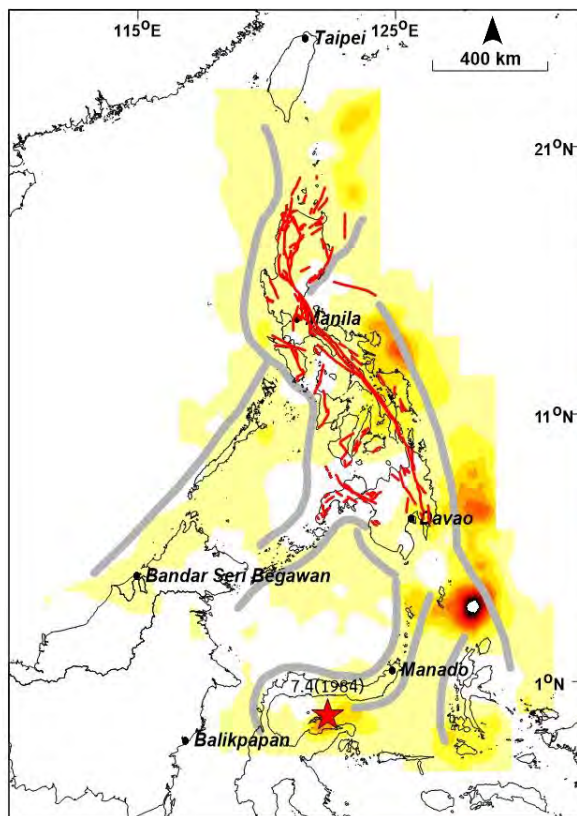 115°E
125°E
Taipei
400 km
21°N
Manila
11°N
Davao
Bandar Seri Begawan
Manado
1°N
7.4(1984)
Balikpapan